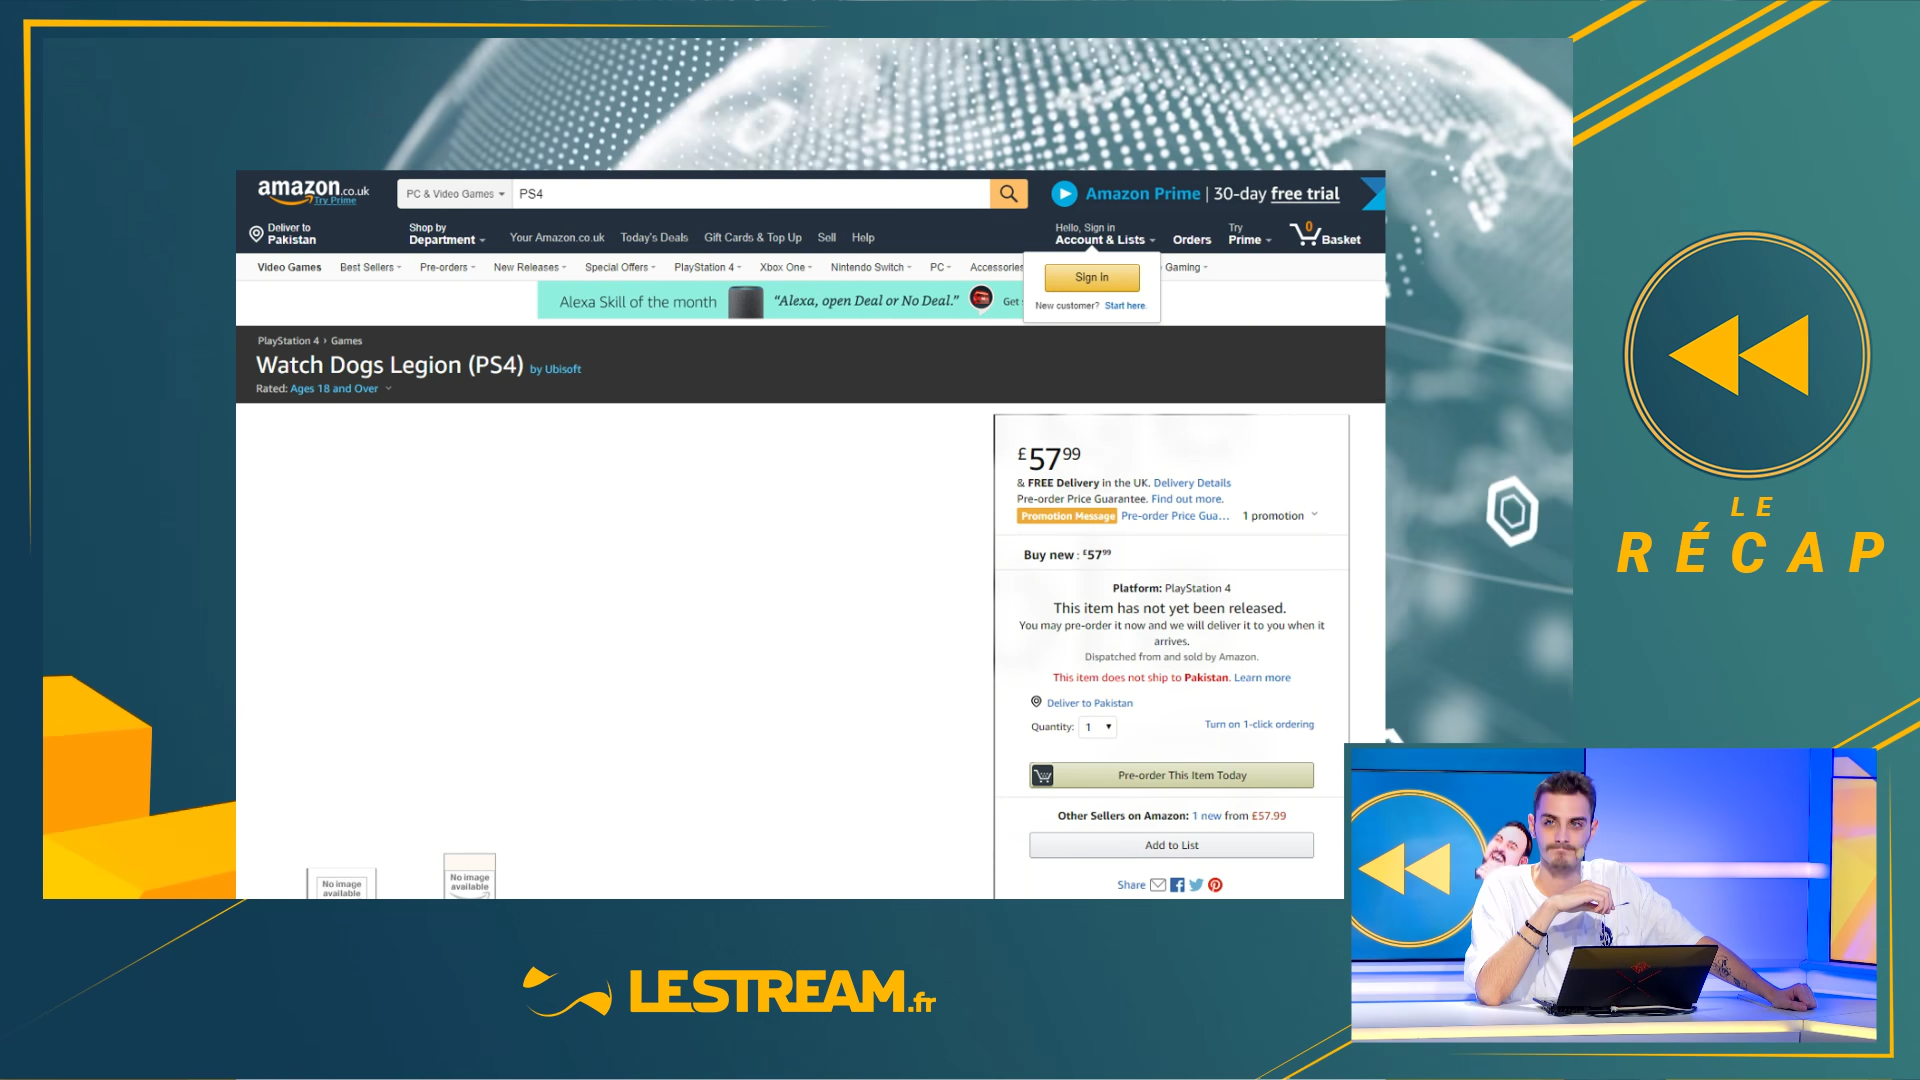 amazon.co.uk
Try Prime
PC & Video Games
PS4
Amazon Prime | 30-day free trial
Deliver to
Pakistan
Shop by
Department
Your Amazon.co.uk
Today's Deals
Gift Cards & Top Up
Sell
Help
Hello, Sign in
Account & Lists
Orders
Try
Prime
0
Basket
Video Games
Best Sellers
Pre-orders
New Releases
Special Offers
PlayStation 4
Xbox One
Nintendo Switch
PC
Accessories
Gaming
Sign in
New customer? Start here.
Alexa Skill of the month
“Alexa, open Deal or No Deal.”
Get
PlayStation 4 › Games
Watch Dogs Legion (PS4) by Ubisoft
Rated: Ages 18 and Over
£57.99
& FREE Delivery in the UK. Delivery Details
Pre-order Price Guarantee. Find out more.
Promotion Message Pre-order Price Gua... 1 promotion
Buy new : £57.99
Platform: PlayStation 4
This item has not yet been released.
You may pre-order it now and we will deliver it to you when it
arrives.
Dispatched from and sold by Amazon.
This item does not ship to Pakistan. Learn more
Deliver to Pakistan
Quantity: 1
Turn on 1-click ordering
Pre-order This Item Today
Other Sellers on Amazon: 1 new from £57.99
Add to List
Share
No image
available
No image
available
LE
RÉCAP
LESTREAM.fr